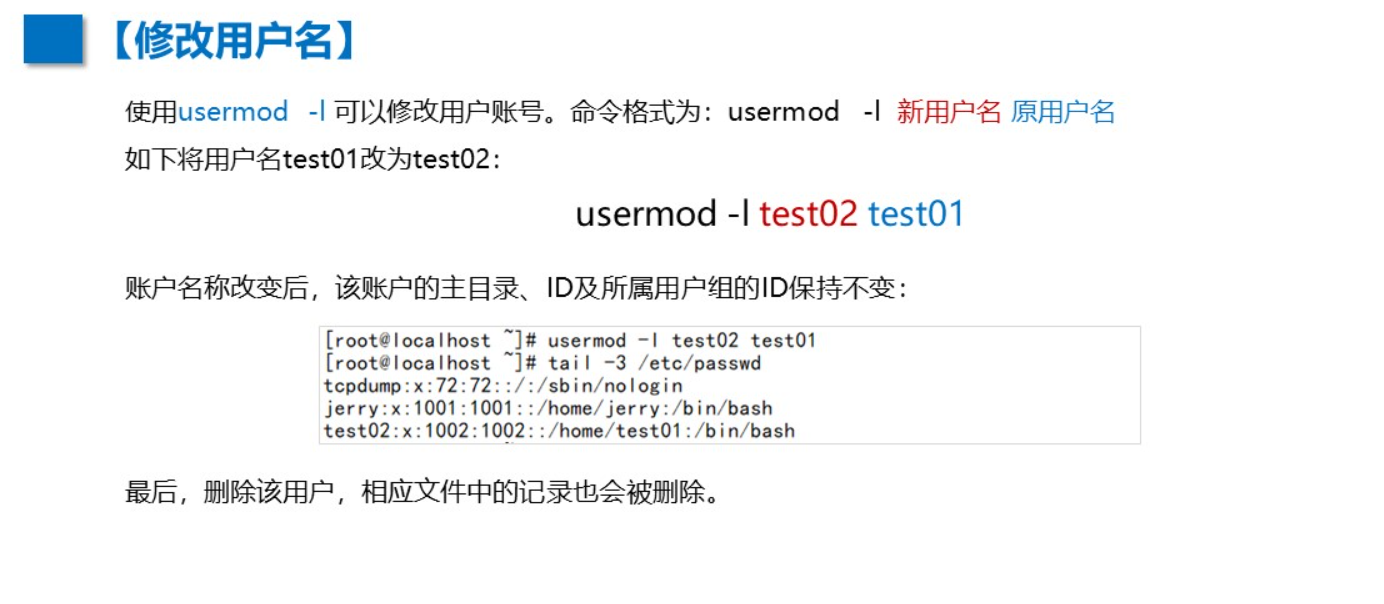 【修改用户名】
使用usermod -l 可以修改用户账号。命令格式为：usermod -l 新用户名 原用户名
如下将用户名test01改为test02：
usermod -l test02 test01
账户名称改变后，该账户的主目录、ID及所属用户组的ID保持不变：
[root@localhost ~]# usermod -l test02 test01
[root@localhost ~]# tail -3 /etc/passwd
tcpdump:x:72:72::/:/sbin/nologin
jerry:x:1001:1001::/home/jerry:/bin/bash
test02:x:1002:1002::/home/test01:/bin/bash
最后，删除该用户，相应文件中的记录也会被删除。